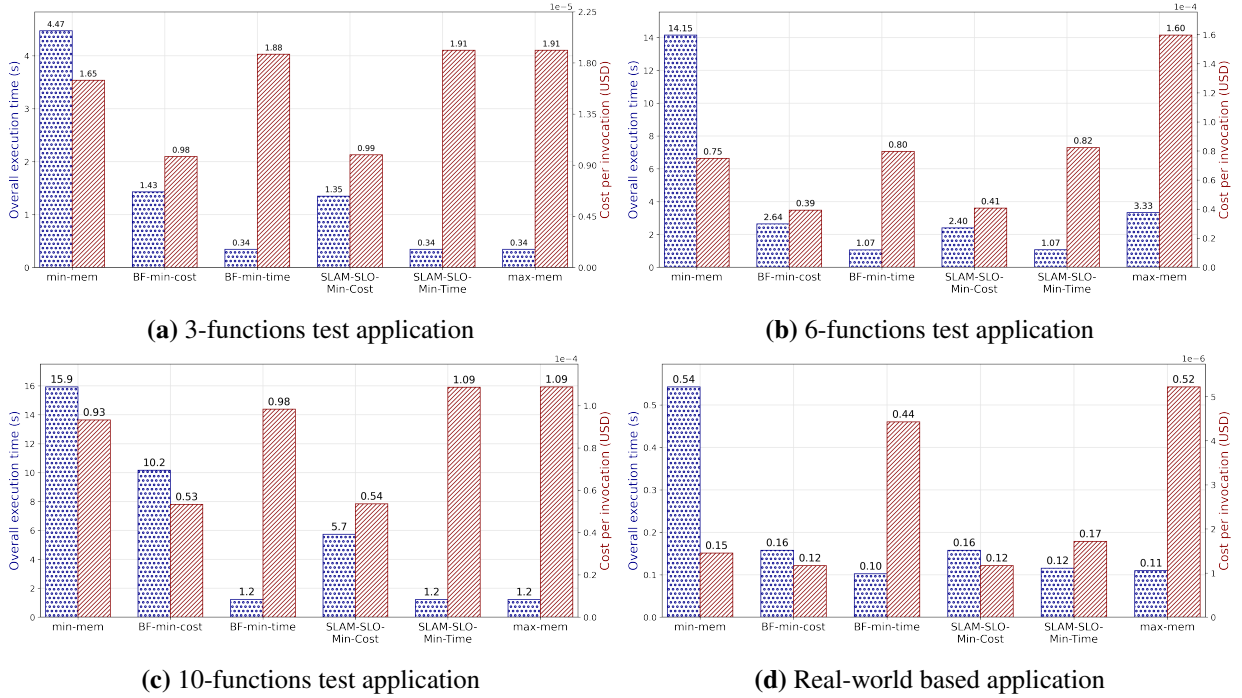 1e−5
Overall execution time (s)
4
3
2
1
0
4.47
1.65
1.43
0.98
0.34
1.88
1.35
0.99
0.34
1.91
0.34
1.91
2.25
1.80
1.35
0.90
0.45
0.00
Cost per invocation (USD)
min-mem
BF-min-cost
BF-min-time
SLAM-SLO-
Min-Cost
SLAM-SLO-
Min-Time
max-mem
(a) 3-functions test application
1e−4
Overall execution time (s)
14
12
10
8
6
4
2
0
14.15
0.75
2.64
0.39
1.07
0.80
2.40
0.41
1.07
0.82
3.33
1.60
1.6
1.4
1.2
1.0
0.8
0.6
0.4
0.2
0.0
Cost per invocation (USD)
min-mem
BF-min-cost
BF-min-time
SLAM-SLO-
Min-Cost
SLAM-SLO-
Min-Time
max-mem
(b) 6-functions test application
1e−4
Overall execution time (s)
16
14
12
10
8
6
4
2
0
15.9
0.93
10.2
0.53
1.2
0.98
5.7
0.54
1.2
1.09
1.2
1.09
1.0
0.8
0.6
0.4
0.2
0.0
Cost per invocation (USD)
min-mem
BF-min-cost
BF-min-time
SLAM-SLO-
Min-Cost
SLAM-SLO-
Min-Time
max-mem
(c) 10-functions test application
1e−6
Overall execution time (s)
0.5
0.4
0.3
0.2
0.1
0.0
0.54
0.15
0.16
0.12
0.10
0.44
0.16
0.12
0.12
0.17
0.11
0.52
5
4
3
2
1
0
Cost per invocation (USD)
min-mem
BF-min-cost
BF-min-time
SLAM-SLO-
Min-Cost
SLAM-SLO-
Min-Time
max-mem
(d) Real-world based application